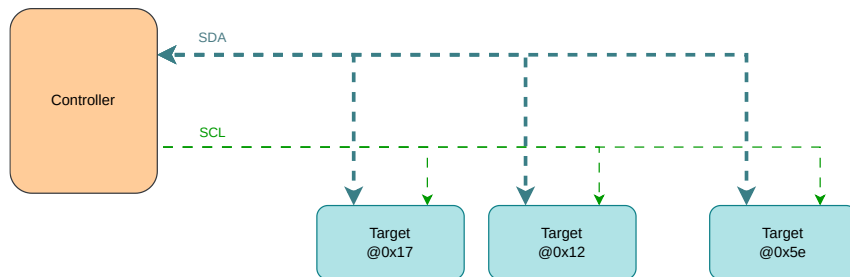 SDA
Controller
SCL
Target
@0x17
Target
@0x12
Target
@0x5e